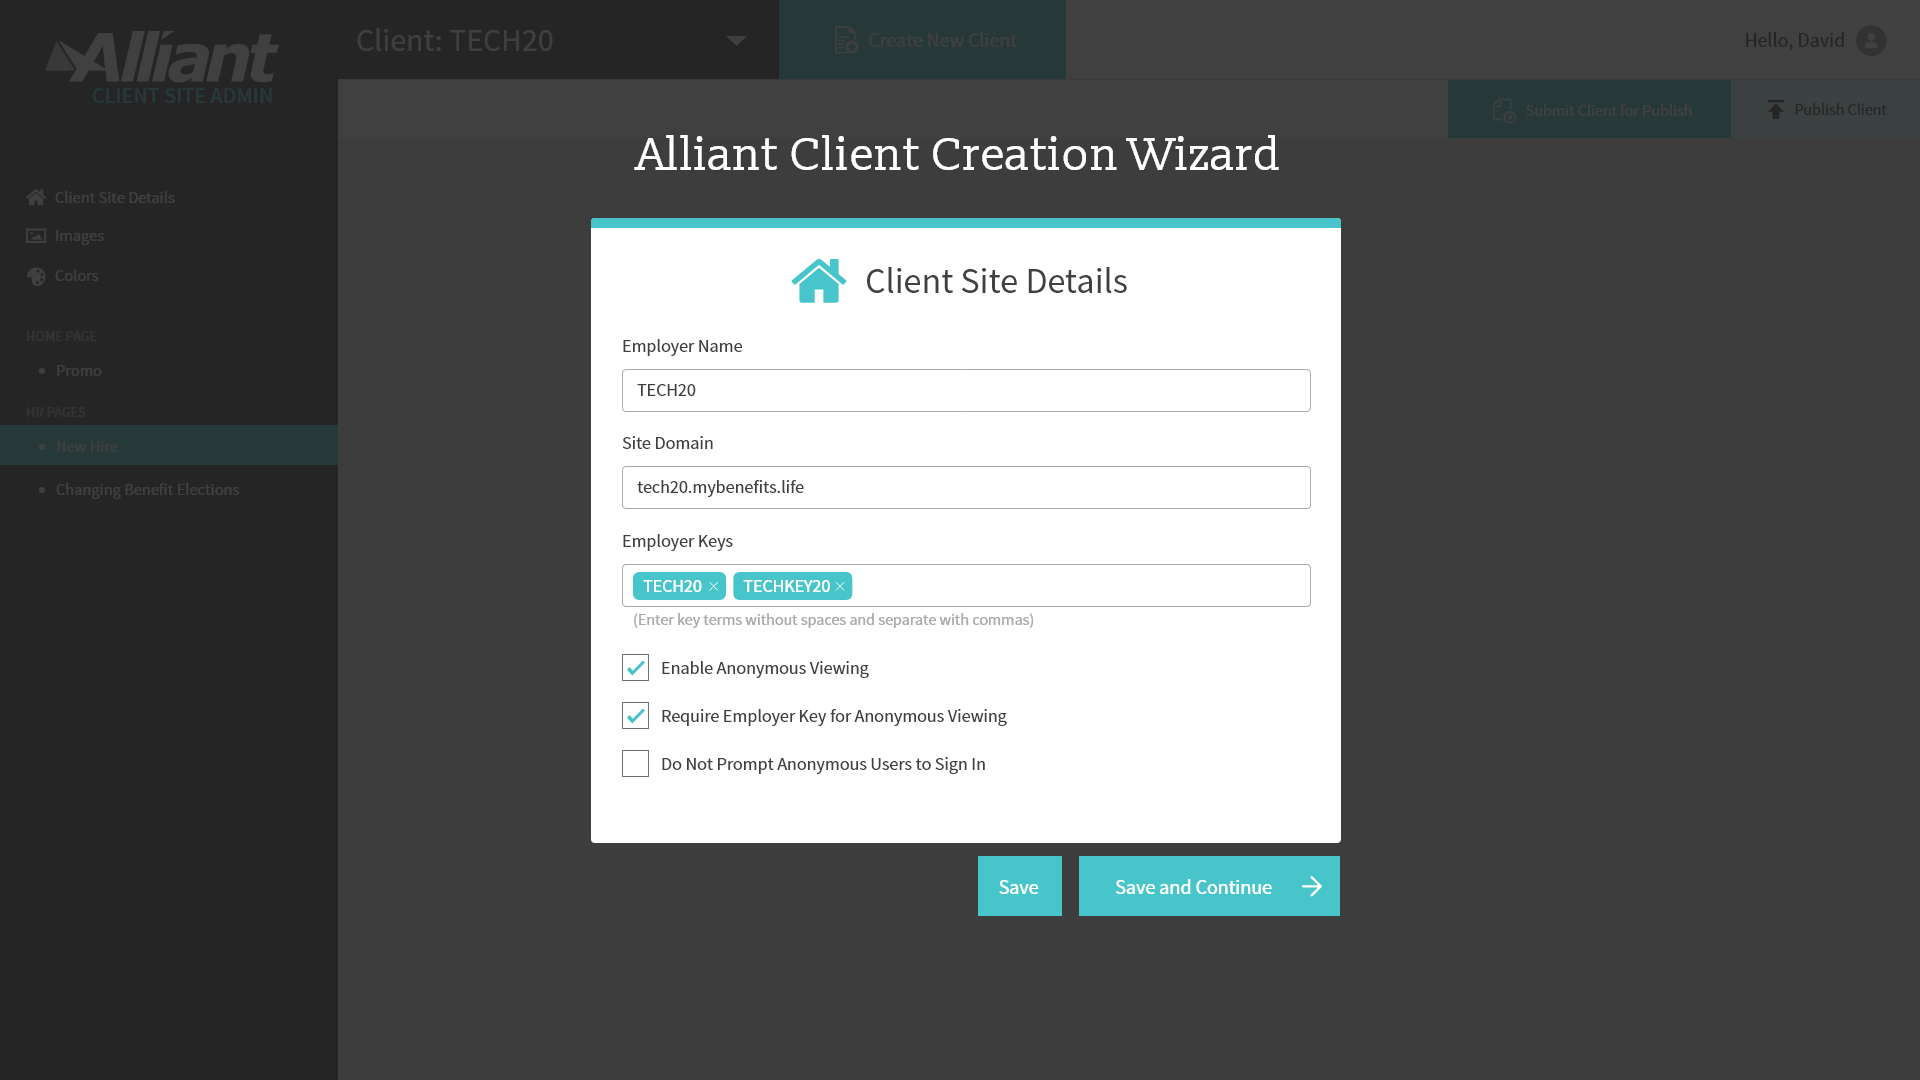 Alliant
CLIENT SITE ADMIN
Client: TECH20
Create New Client
Hello, David
Submit Client for Publish
Publish Client
Client Site Details
Images
Colors
HOME PAGE
Promo
HR PAGES
New Hire
Changing Benefit Elections
Alliant Client Creation Wizard
Client Site Details
Employer Name
TECH20
Site Domain
tech20.mybenefits.life
Employer Keys
TECH20 TECHKEY20
(Enter key terms without spaces and separate with commas)
Enable Anonymous Viewing
Require Employer Key for Anonymous Viewing
Do Not Prompt Anonymous Users to Sign In
Save
Save and Continue